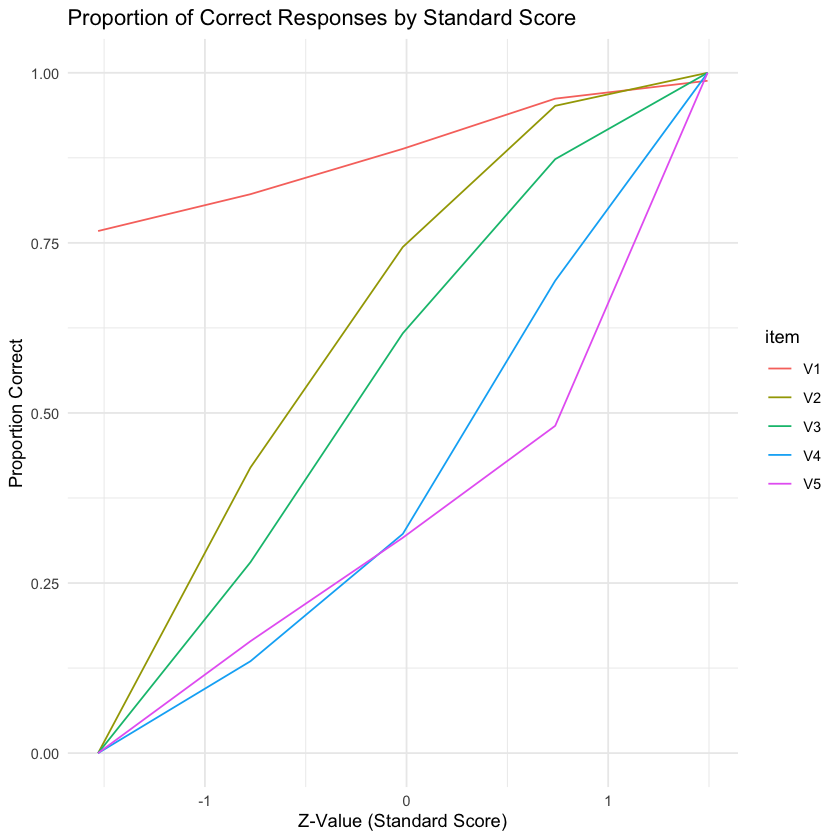 Proportion of Correct Responses by Standard Score
1.00
0.75
0.50
0.25
0.00
Proportion Correct
-1
0
1
Z-Value (Standard Score)
item
V1
V2
V3
V4
V5